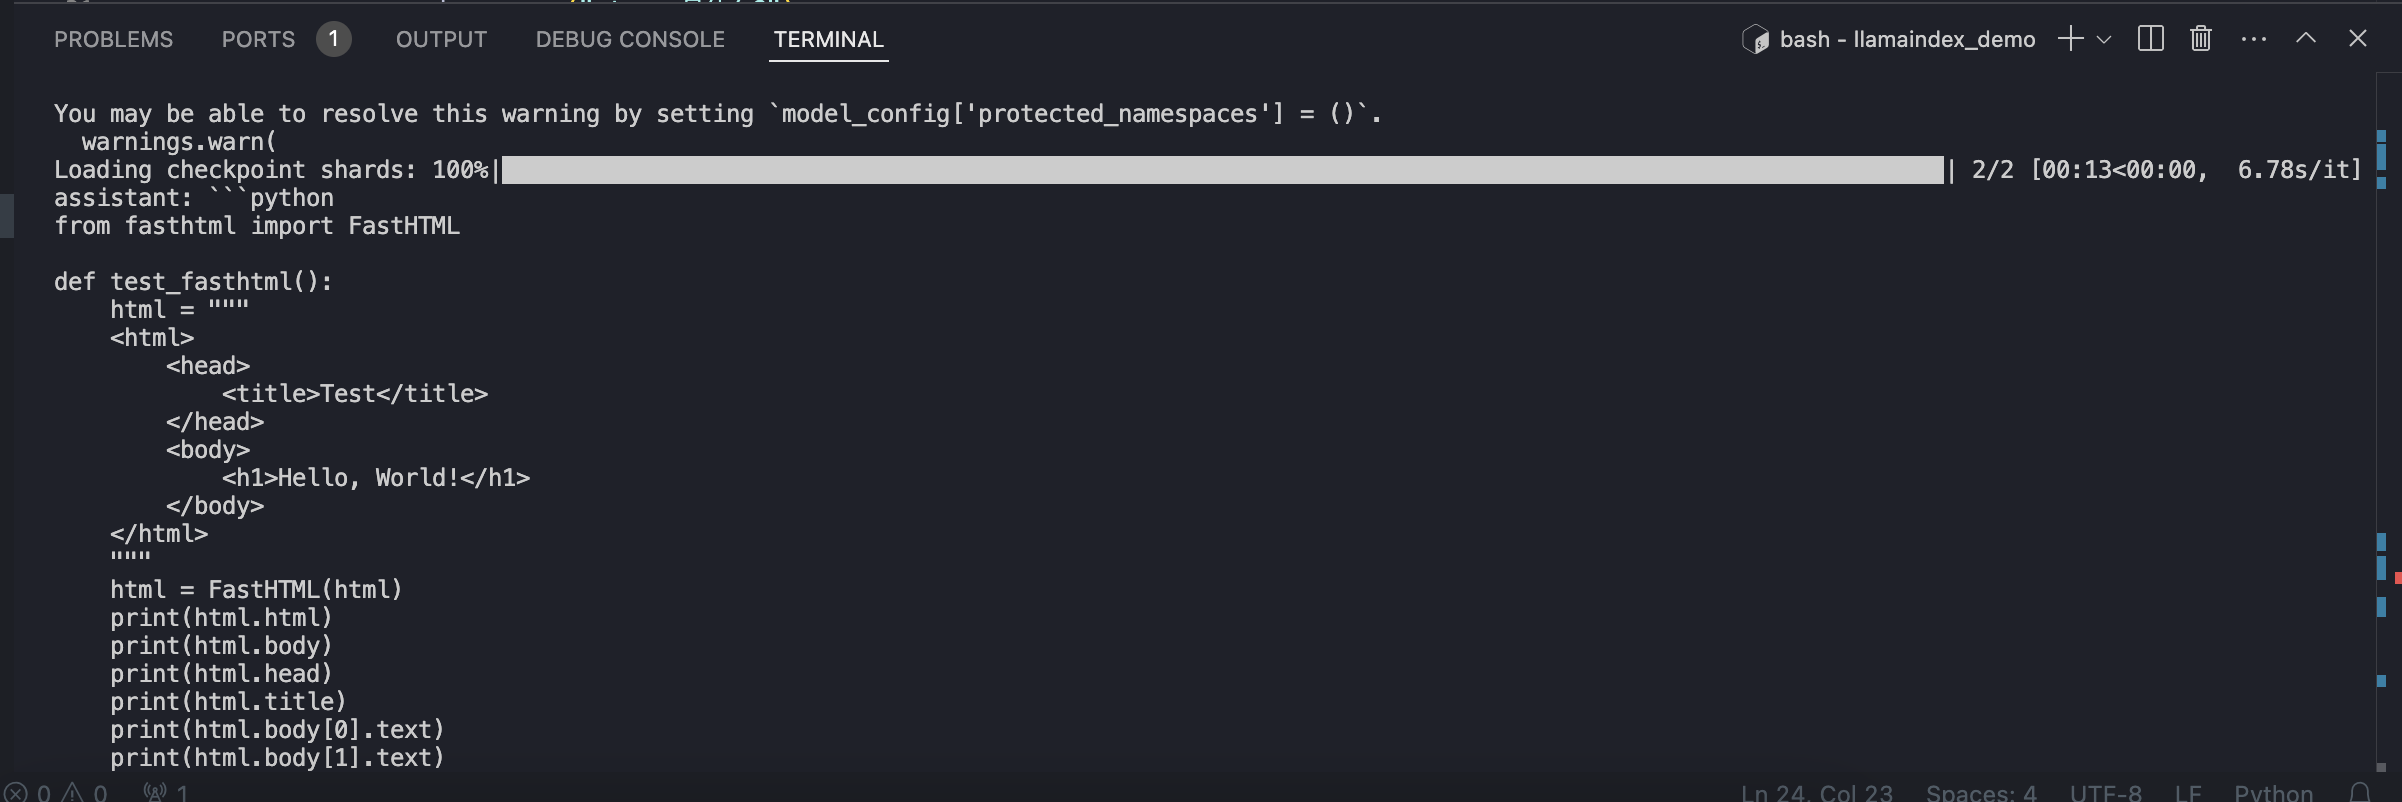 PROBLEMS PORTS 1 OUTPUT DEBUG CONSOLE TERMINAL bash - llamaindex_demo
You may be able to resolve this warning by setting `model_config['protected_namespaces'] = ()`.
  warnings.warn(
Loading checkpoint shards: 100%| | 2/2 [00:13<00:00,  6.78s/it]
assistant: ```python
from fasthtml import FastHTML

def test_fasthtml():
    html = """
    <html>
        <head>
            <title>Test</title>
        </head>
        <body>
            <h1>Hello, World!</h1>
        </body>
    </html>
    """
    html = FastHTML(html)
    print(html.html)
    print(html.body)
    print(html.head)
    print(html.title)
    print(html.body[0].text)
    print(html.body[1].text)
0 0 1 Ln 24, Col 23 Spaces: 4 UTF-8 LF Python